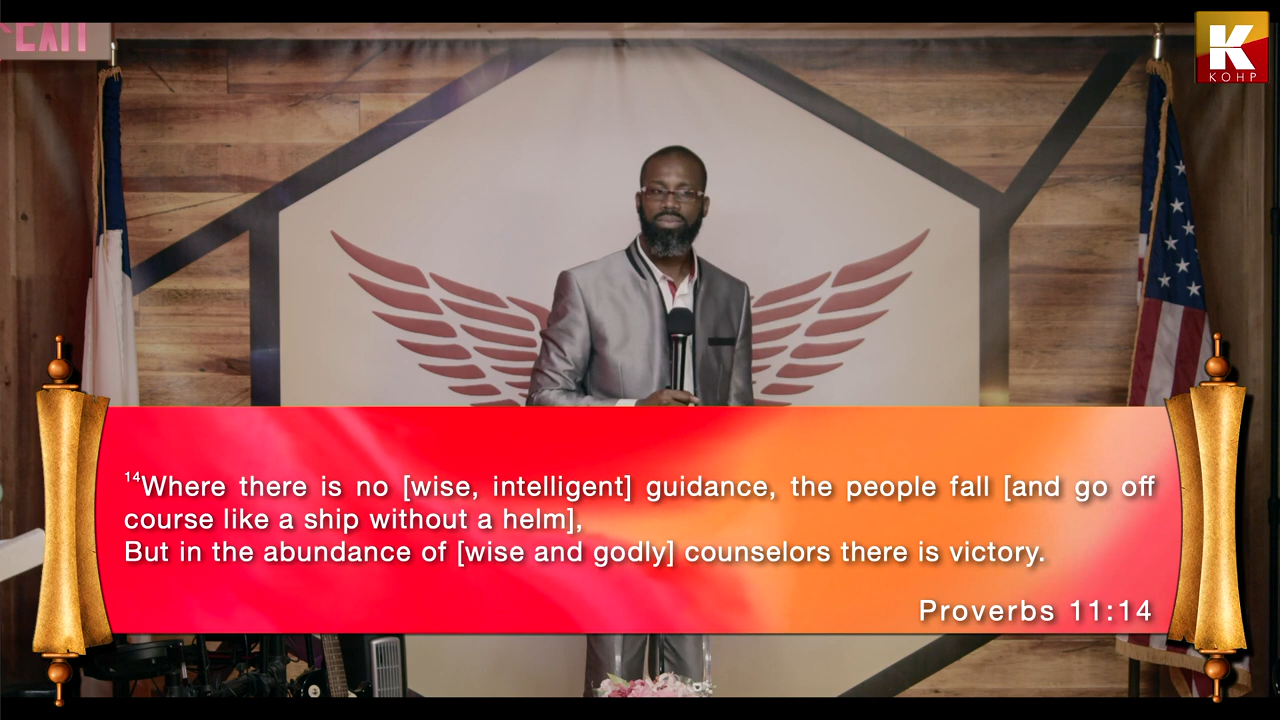 EXIT
K
KOHP
¹⁴Where there is no [wise, intelligent] guidance, the people fall [and go off
course like a ship without a helm],
But in the abundance of [wise and godly] counselors there is victory.
Proverbs 11:14